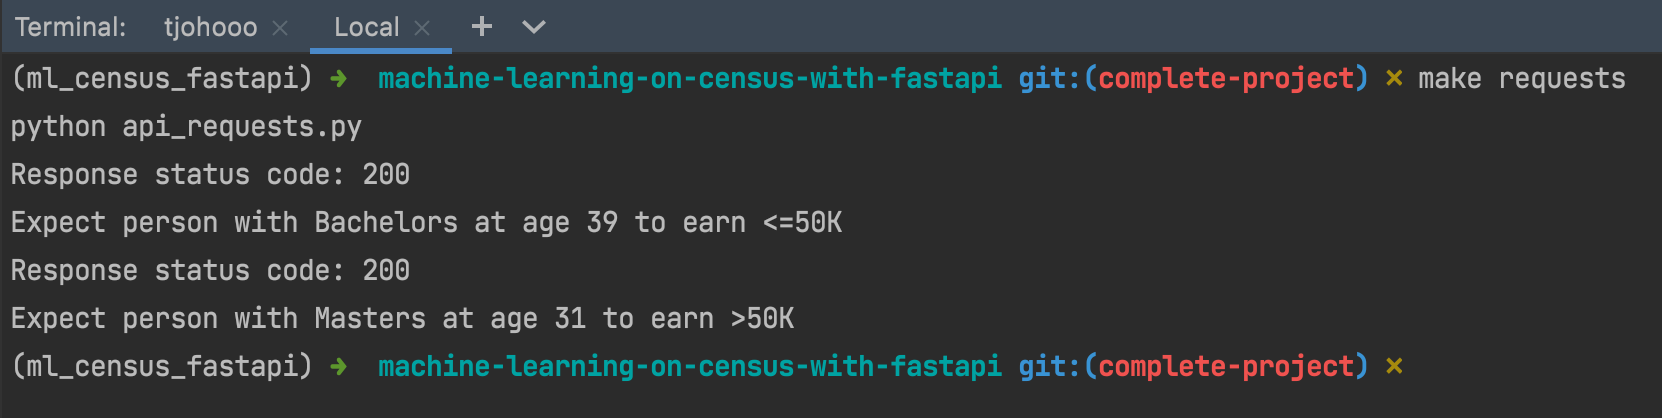 Terminal: tjohooo × Local × + 
(ml_census_fastapi) ➜ machine-learning-on-census-with-fastapi git:(complete-project) ✗ make requests
python api_requests.py
Response status code: 200
Expect person with Bachelors at age 39 to earn <=50K
Response status code: 200
Expect person with Masters at age 31 to earn >50K
(ml_census_fastapi) ➜ machine-learning-on-census-with-fastapi git:(complete-project) ✗